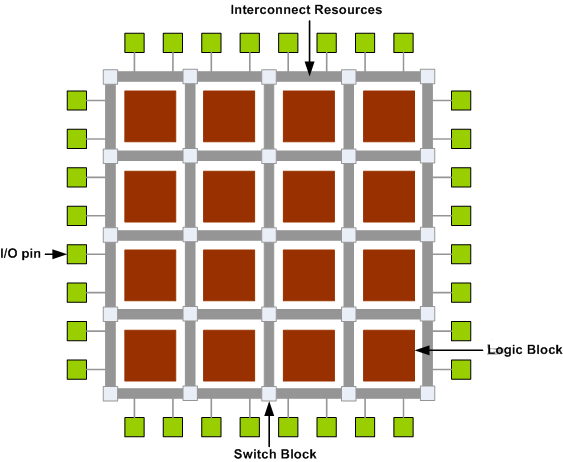 Interconnect Resources
I/O pin
Logic Block
Switch Block